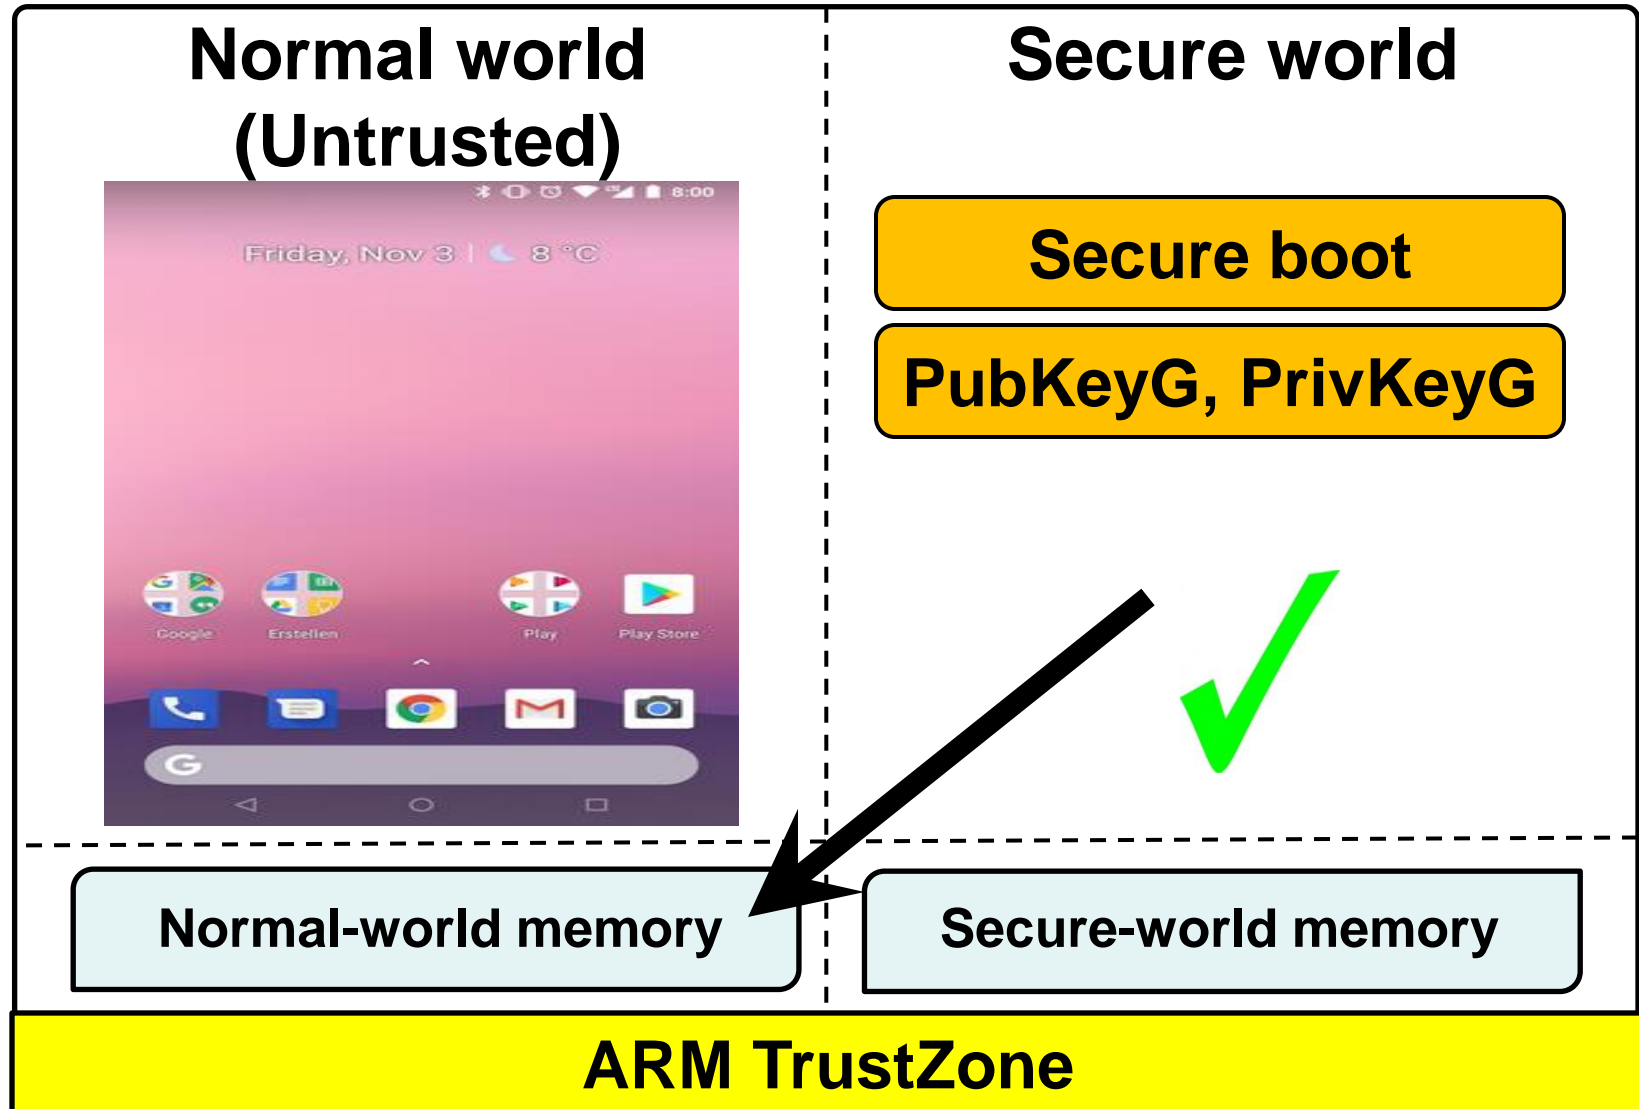 Normal world
(Untrusted)
Secure world
8:00
Friday, Nov 3 | 8 °C
Google
Erstellen
Play
Play Store
G
Secure boot
PubKeyG, PrivKeyG
Normal-world memory
Secure-world memory
ARM TrustZone